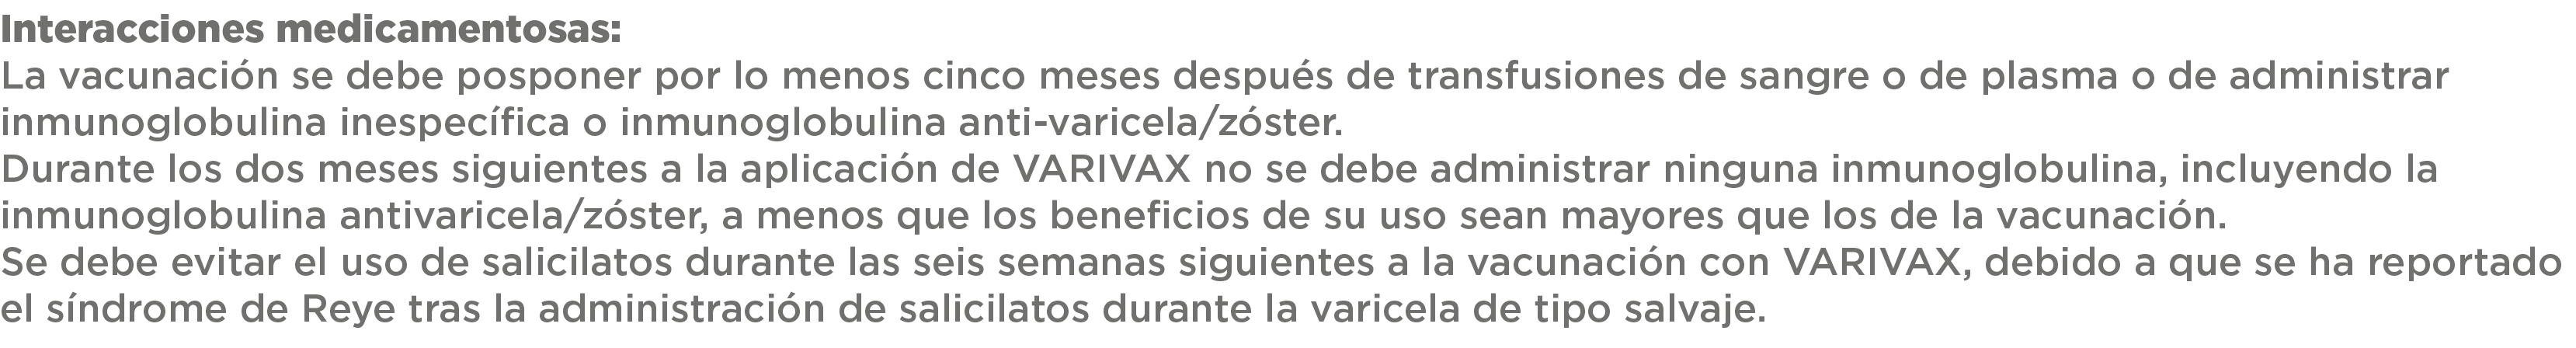 Interacciones medicamentosas:
La vacunación se debe posponer por lo menos cinco meses después de transfusiones de sangre o de plasma o de administrar
inmunoglobulina inespecífica o inmunoglobulina anti-varicela/zóster.
Durante los dos meses siguientes a la aplicación de VARIVAX no se debe administrar ninguna inmunoglobulina, incluyendo la
inmunoglobulina antivaricela/zóster, a menos que los beneficios de su uso sean mayores que los de la vacunación.
Se debe evitar el uso de salicilatos durante las seis semanas siguientes a la vacunación con VARIVAX, debido a que se ha reportado
el síndrome de Reye tras la administración de salicilatos durante la varicela de tipo salvaje.